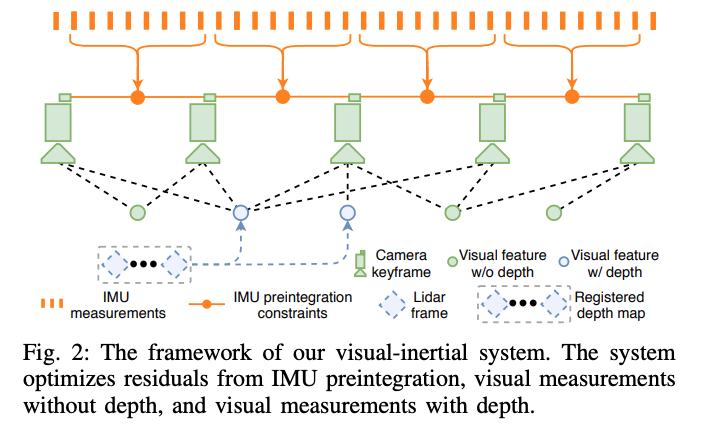 Camera
keyframe
Visual feature
w/o depth
Visual feature
w/ depth
IMU
measurements
IMU preintegration
constraints
Lidar
frame
Registered
depth map
Fig. 2: The framework of our visual-inertial system. The system
optimizes residuals from IMU preintegration, visual measurements
without depth, and visual measurements with depth.